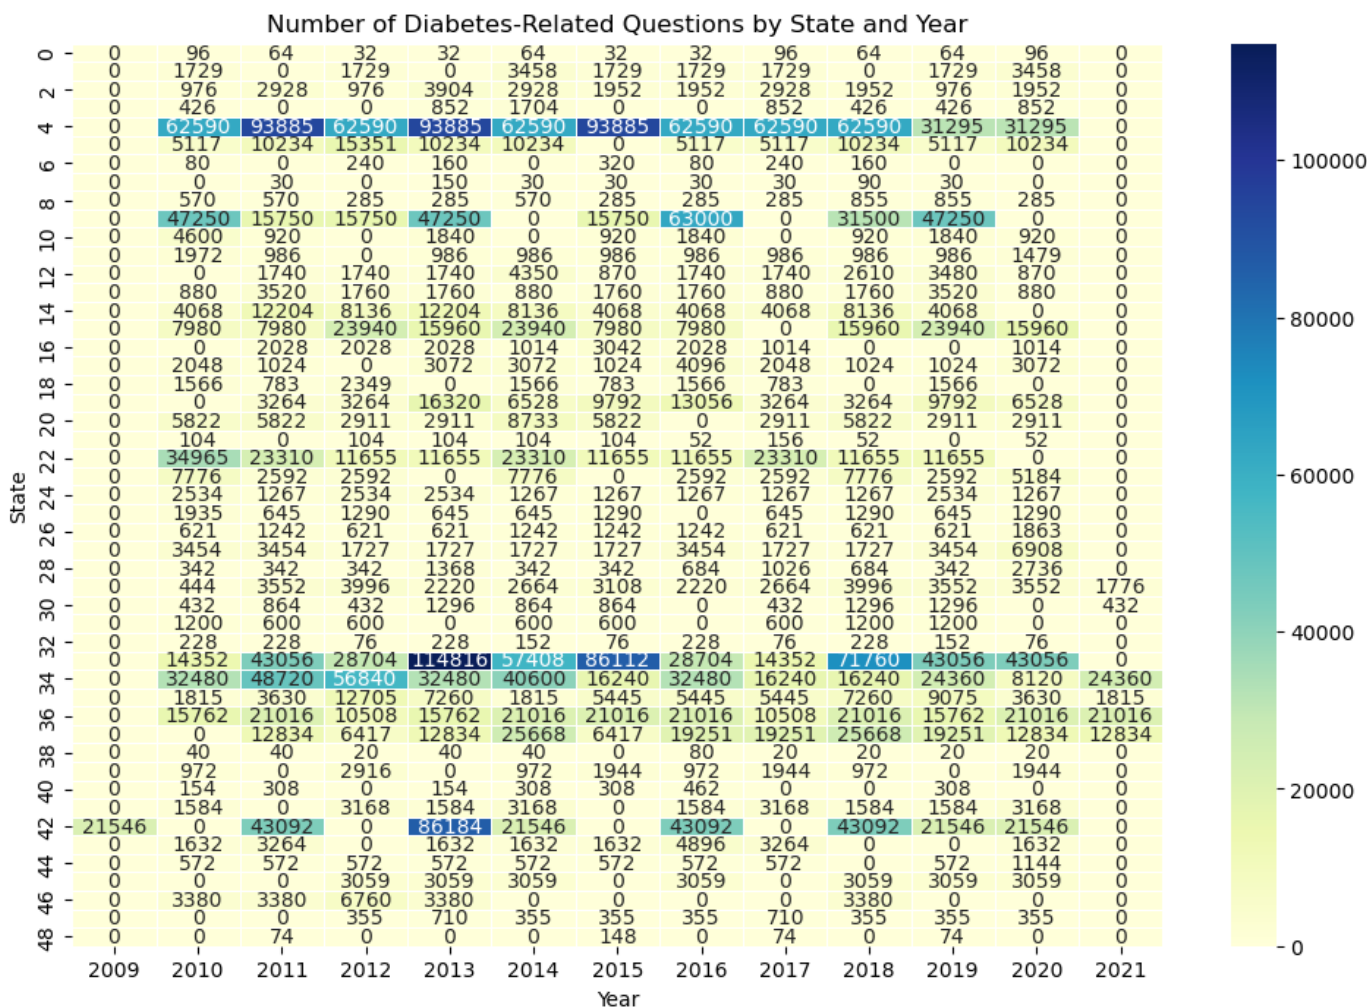 Number of Diabetes-Related Questions by State and Year
0 0 96 64 32 32 64 32 32 96 64 64 96 0
0 1729 0 1729 0 3458 1729 1729 1729 0 1729 3458 0
2 0 976 2928 976 3904 2928 1952 1952 2928 1952 976 1952 0
0 426 0 0 852 1704 0 0 852 426 426 852 0
4 0 62590 93885 62590 93885 62590 93885 62590 62590 62590 31295 31295 0
0 5117 10234 15351 10234 10234 0 5117 5117 10234 5117 10234 0
6 0 80 0 240 160 0 320 80 240 160 0 0 0
0 0 30 0 150 30 30 30 30 90 30 0 0
8 0 570 570 285 285 570 285 285 285 855 855 285 0
0 47250 15750 15750 47250 0 15750 63000 0 31500 47250 0 0
10 0 4600 920 0 1840 0 920 1840 0 920 1840 920 0
0 1972 986 0 986 986 986 986 986 986 986 1479 0
12 0 0 1740 1740 1740 4350 870 1740 1740 2610 3480 870 0
0 880 3520 1760 1760 880 1760 1760 880 1760 3520 880 0
14 0 4068 12204 8136 12204 8136 4068 4068 4068 8136 4068 0 0
0 7980 7980 23940 15960 23940 7980 7980 0 15960 23940 15960 0
16 0 0 2028 2028 2028 1014 3042 2028 1014 0 0 1014 0
0 2048 1024 0 3072 3072 1024 4096 2048 1024 1024 3072 0
18 0 1566 783 2349 0 1566 783 1566 783 0 1566 0 0
0 0 3264 3264 16320 6528 9792 13056 3264 3264 9792 6528 0
20 0 5822 5822 2911 2911 8733 5822 0 2911 5822 2911 2911 0
0 104 0 104 104 104 104 52 156 52 0 52 0
22 0 34965 23310 11655 11655 23310 11655 11655 23310 11655 11655 0 0
0 7776 2592 2592 0 7776 0 2592 2592 7776 2592 5184 0
24 0 2534 1267 2534 2534 1267 1267 1267 1267 1267 2534 1267 0
0 1935 645 1290 645 645 1290 0 645 1290 645 1290 0
26 0 621 1242 621 621 1242 1242 1242 621 621 621 1863 0
0 3454 3454 1727 1727 1727 1727 3454 1727 1727 3454 6908 0
28 0 342 342 342 1368 342 342 684 1026 684 342 2736 0
0 444 3552 3996 2220 2664 3108 2220 2664 3996 3552 3552 1776
30 0 432 864 432 1296 864 864 0 432 1296 1296 0 432
0 1200 600 600 0 600 600 0 600 1200 1200 0 0
32 0 228 228 76 228 152 76 228 76 228 152 76 0
0 14352 43056 28704 114816 57408 86112 28704 14352 71760 43056 43056 0
34 0 32480 48720 56840 32480 40600 16240 32480 16240 16240 24360 8120 24360
0 1815 3630 12705 7260 1815 5445 5445 5445 7260 9075 3630 1815
36 0 15762 21016 10508 15762 21016 21016 21016 10508 21016 15762 21016 21016
0 0 12834 6417 12834 25668 6417 19251 19251 25668 19251 12834 12834
38 0 40 40 20 40 40 0 80 20 20 20 20 0
0 972 0 2916 0 972 1944 972 1944 972 0 1944 0
40 0 154 308 0 154 308 308 462 0 0 308 0 0
0 1584 0 3168 1584 3168 0 1584 3168 1584 1584 3168 0
42 21546 0 43092 0 86184 21546 0 43092 0 43092 21546 21546 0
0 1632 3264 0 1632 1632 1632 4896 3264 0 0 1632 0
44 0 572 572 572 572 572 572 572 572 0 572 1144 0
0 0 0 3059 3059 3059 0 3059 0 3059 3059 3059 0
46 0 3380 3380 6760 3380 0 0 0 0 3380 0 0 0
0 0 0 355 710 355 355 355 710 355 355 355 0
48 0 0 74 0 0 0 148 0 74 0 74 0 0
2009 2010 2011 2012 2013 2014 2015 2016 2017 2018 2019 2020 2021
Year
State
100000
80000
60000
40000
20000
0